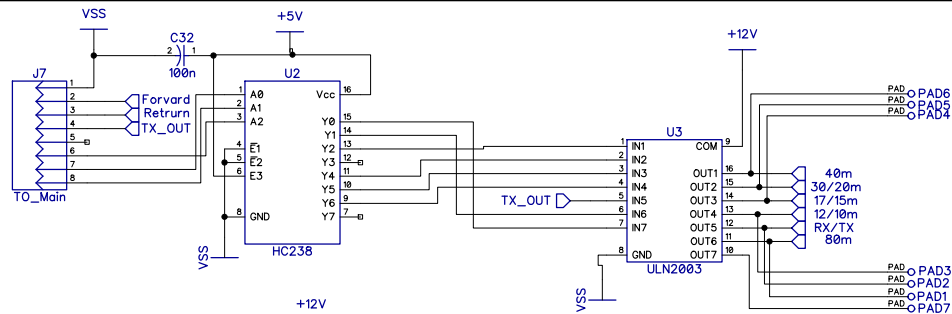 VSS
+5V
C32
2 1
100n
+12V
J7
1
2 Forvard
3 Retrurn
4 TX_OUT
5
6
7
8
TO_Main
U2
1 A0 Vcc 16
2 A1
3 A2
Y0 15
Y1 14
4 E1 Y2 13
5 E2 Y3 12
6 E3 Y4 11
Y5 10
Y6 9
8 GND Y7 7
HC238
VSS
+12V
U3
1 IN1 COM 9
2 IN2
3 IN3 OUT1 16
4 IN4 OUT2 15
TX_OUT 5 IN5 OUT3 14
6 IN6 OUT4 13
7 IN7 OUT5 12
OUT6 11
8 GND OUT7 10
ULN2003
VSS
PAD PAD6
PAD PAD5
PAD PAD4
40m
30/20m
17/15m
12/10m
RX/TX
80m
PAD PAD3
PAD PAD2
PAD PAD1
PAD PAD7